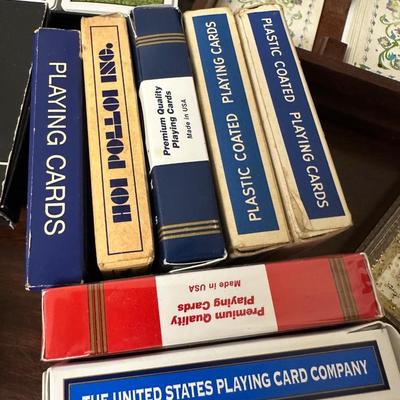 PLAYING CARDS
HOI POLLOI INC.
Premium Quality
Playing Cards
Made in USA
PLASTIC COATED PLAYING CARDS
PLASTIC COATED PLAYING CARDS
Premium Quality
Playing Cards
Made in USA
THE UNITED STATES PLAYING CARD COMPANY